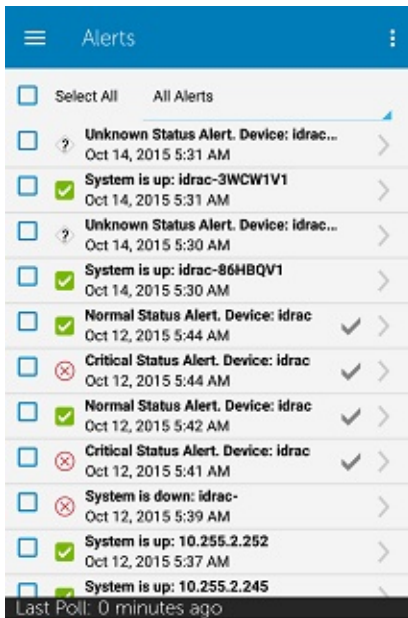 Alerts
Select All All Alerts
Unknown Status Alert. Device: idrac...
Oct 14, 2015 5:31 AM
System is up: idrac-3WCW1V1
Oct 14, 2015 5:31 AM
Unknown Status Alert. Device: idrac...
Oct 14, 2015 5:30 AM
System is up: idrac-86HBQV1
Oct 14, 2015 5:30 AM
Normal Status Alert. Device: idrac
Oct 12, 2015 5:44 AM
Critical Status Alert. Device: idrac
Oct 12, 2015 5:44 AM
Normal Status Alert. Device: idrac
Oct 12, 2015 5:42 AM
Critical Status Alert. Device: idrac
Oct 12, 2015 5:41 AM
System is down: idrac-
Oct 12, 2015 5:39 AM
System is up: 10.255.2.252
Oct 12, 2015 5:37 AM
System is up: 10.255.2.245
Last Poll: 0 minutes ago